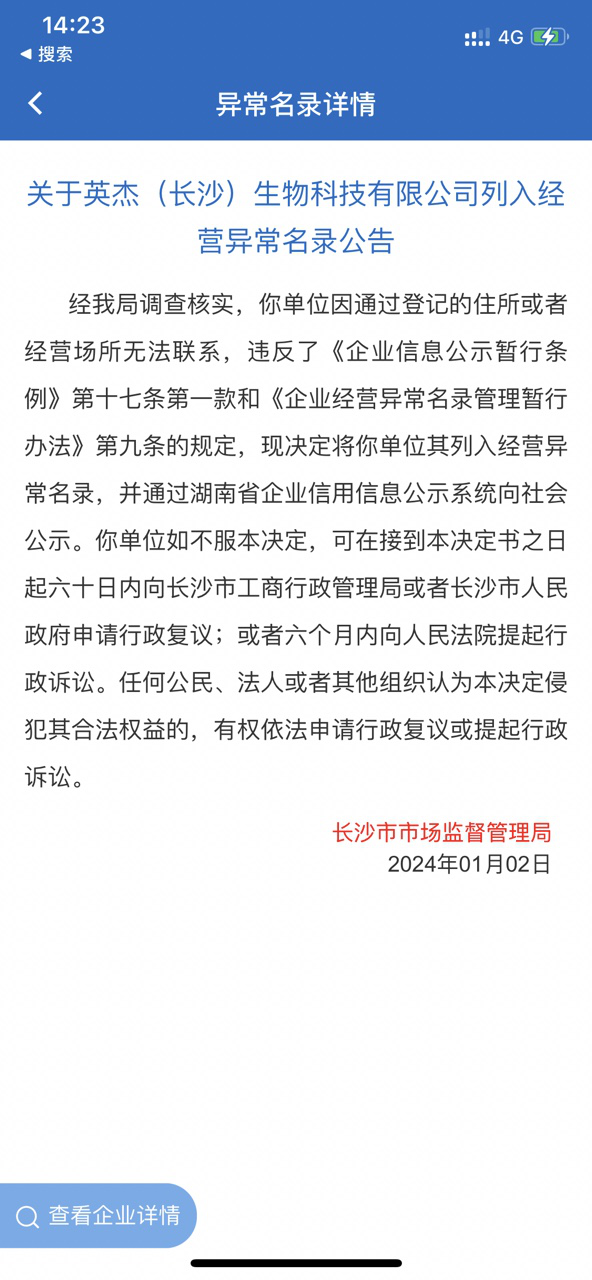 14:23
4G
◀ 搜索
异常名录详情
关于英杰（长沙）生物科技有限公司列入经
营异常名录公告
经我局调查核实，你单位因通过登记的住所或者
经营场所无法联系，违反了《企业信息公示暂行条
例》第十七条第一款和《企业经营异常名录管理暂行
办法》第九条的规定，现决定将你单位其列入经营异
常名录，并通过湖南省企业信用信息公示系统向社会
公示。你单位如不服本决定，可在接到本决定书之日
起六十日内向长沙市工商行政管理局或者长沙市人民
政府申请行政复议；或者六个月内向人民法院提起行
政诉讼。任何公民、法人或者其他组织认为本决定侵
犯其合法权益的，有权依法申请行政复议或提起行政
诉讼。
长沙市市场监督管理局
2024年01月02日
查看企业详情